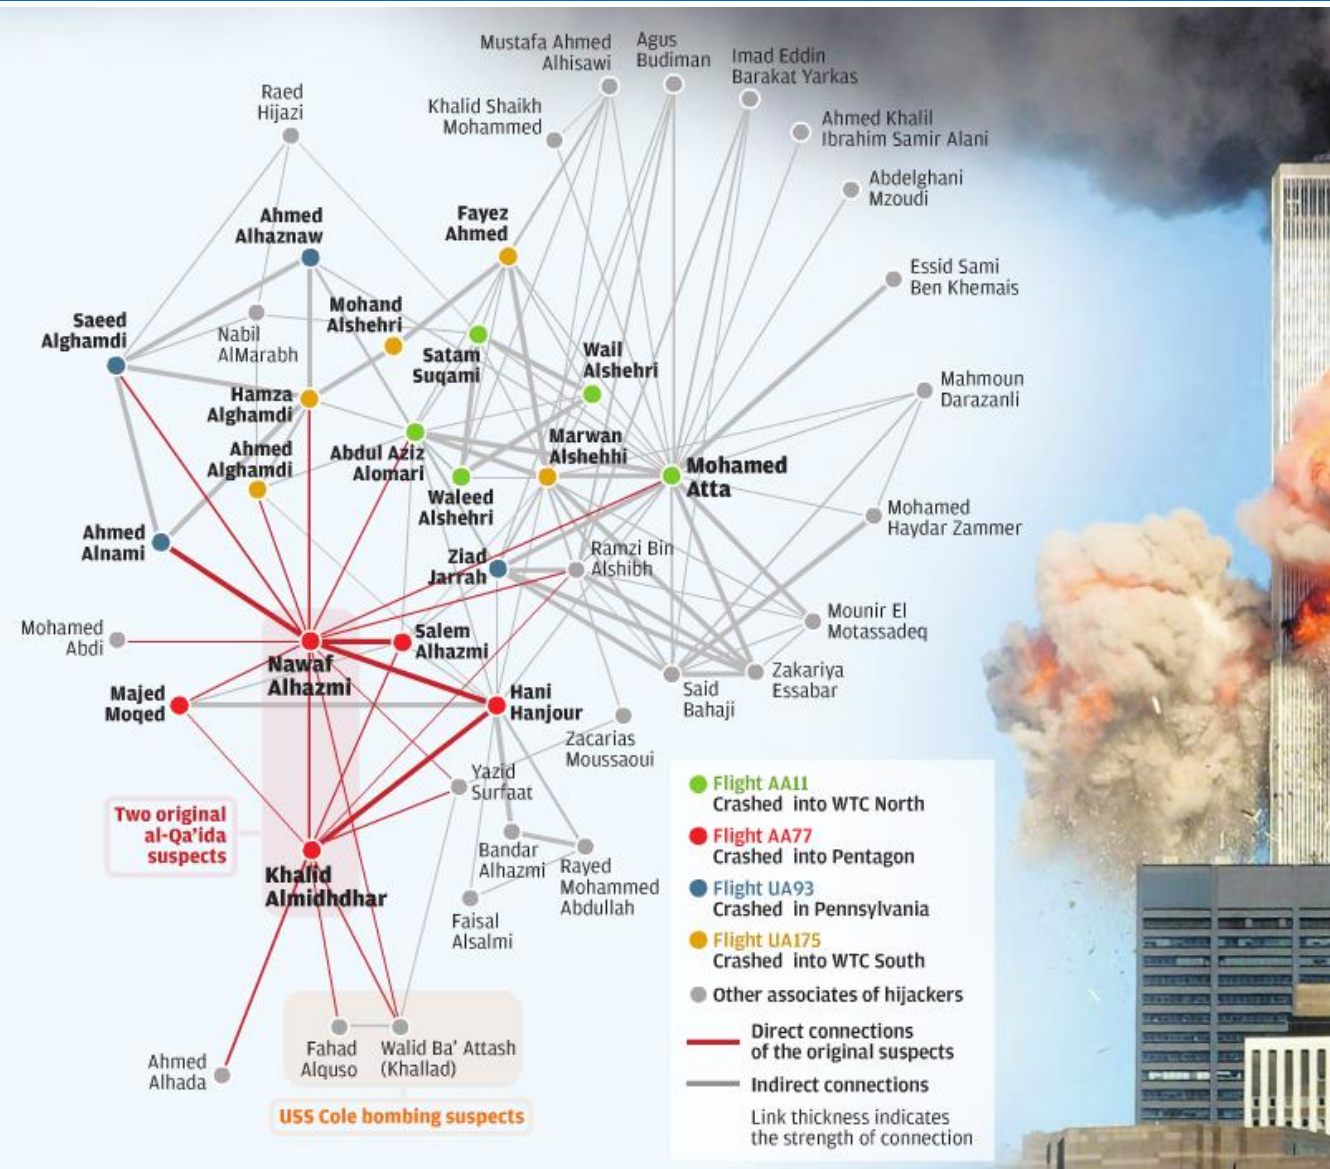 Mustafa Ahmed
Alhisawi
Agus
Budiman
Imad Eddin
Barakat Yarkas
Raed
Hijazi
Khalid Shaikh
Mohammed
Ahmed Khalil
Ibrahim Samir Alani
Abdelghani
Mzoudi
Ahmed
Alhaznaw
Fayez
Ahmed
Essid Sami
Ben Khemais
Saeed
Alghamdi
Nabil
AlMarabh
Mohand
Alshehri
Satam
Suqami
Wail
Alshehri
Mahmoun
Darazanli
Hamza
Alghamdi
Ahmed
Alghamdi
Abdul Aziz
Alomari
Marwan
Alshehhi
Mohamed
Atta
Waleed
Alshehri
Mohamed
Haydar Zammer
Ahmed
Alnami
Ziad
Jarrah
Ramzi Bin
Alshibh
Mohamed
Abdi
Salem
Alhazmi
Mounir El
Motassadeq
Nawaf
Alhazmi
Majed
Moqed
Hani
Hanjour
Said
Bahaji
Zakariya
Essabar
Zacarias
Moussaoui
Yazid
Surfaat
Two original
al-Qa'ida
suspects
Khalid
Almidhdhar
Bandar
Alhazmi
Rayed
Mohammed
Abdullah
Faisal
Alsalmi
Fahad
Alquso
Walid Ba' Attash
(Khallad)
Ahmed
Alhada
USS Cole bombing suspects
Flight AA11
Crashed into WTC North
Flight AA77
Crashed into Pentagon
Flight UA93
Crashed in Pennsylvania
Flight UA175
Crashed into WTC South
Other associates of hijackers
Direct connections
of the original suspects
Indirect connections
Link thickness indicates
the strength of connection